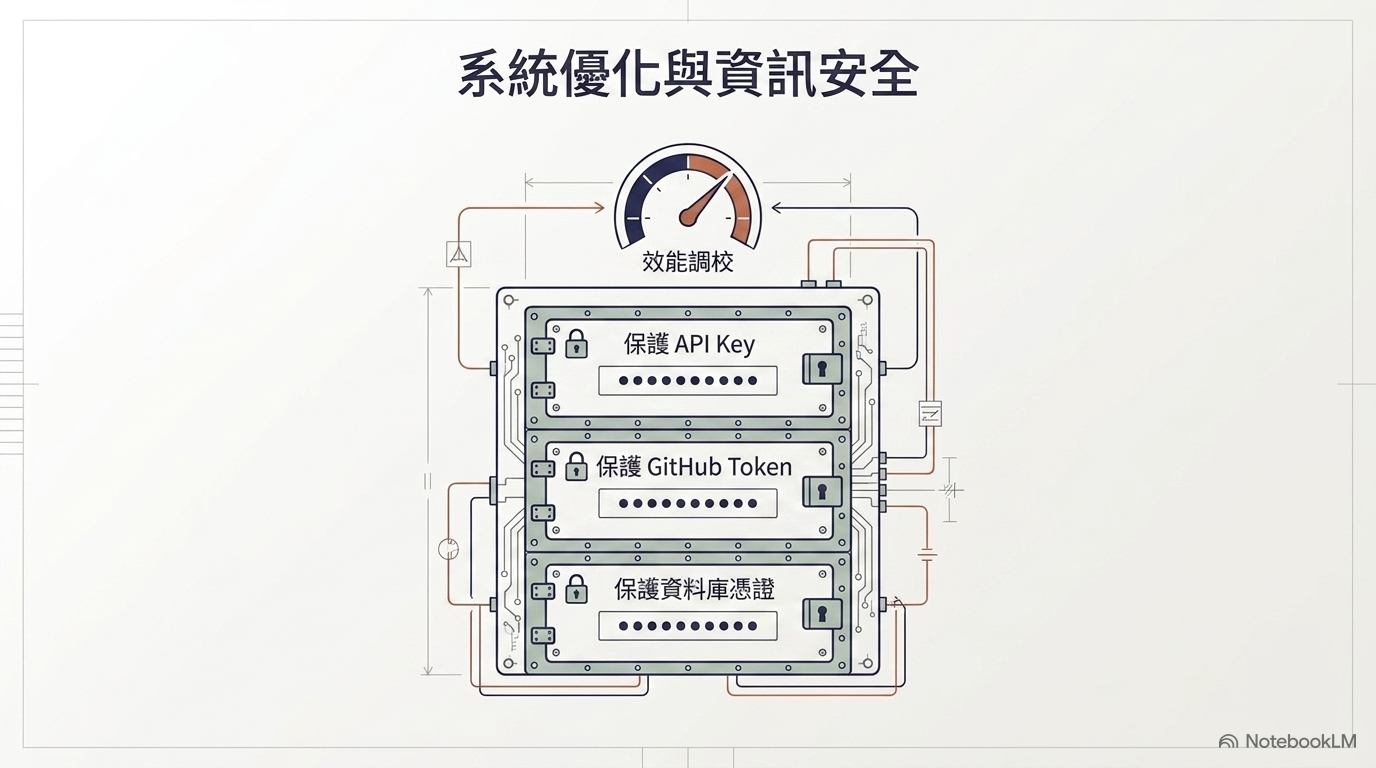 系統優化與資訊安全
效能調校
保護 API Key
保護 GitHub Token
保護資料庫憑證
NotebookLM